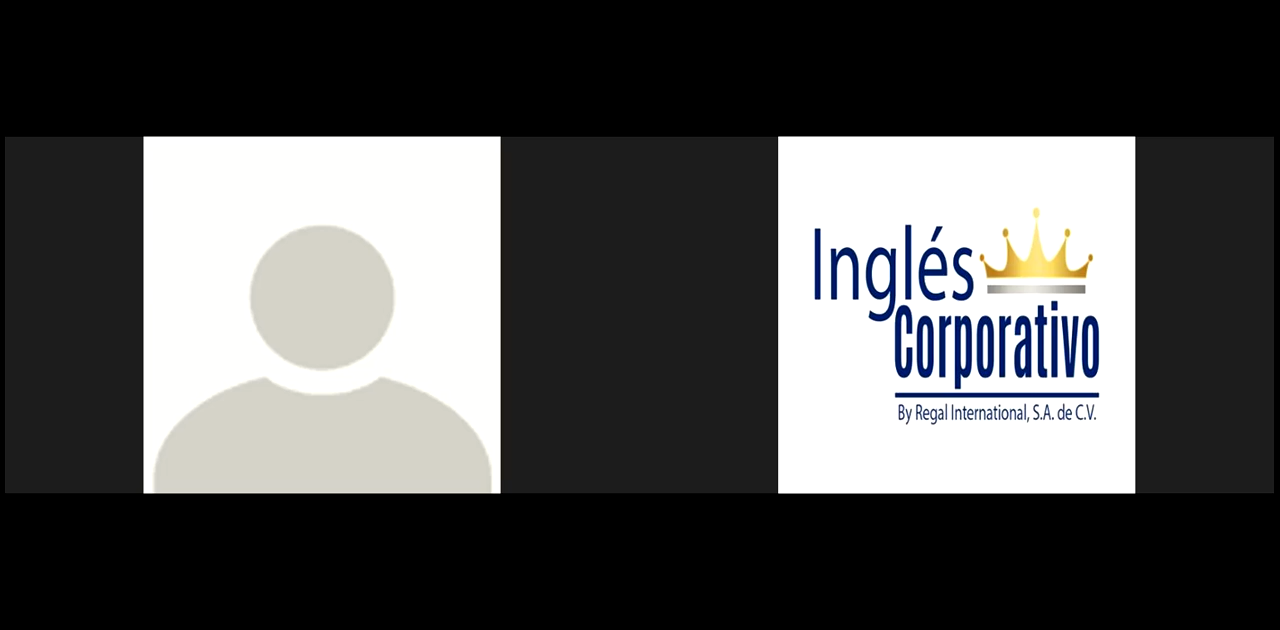 Inglés
Corporativo
By Regal International, S.A. de C.V.